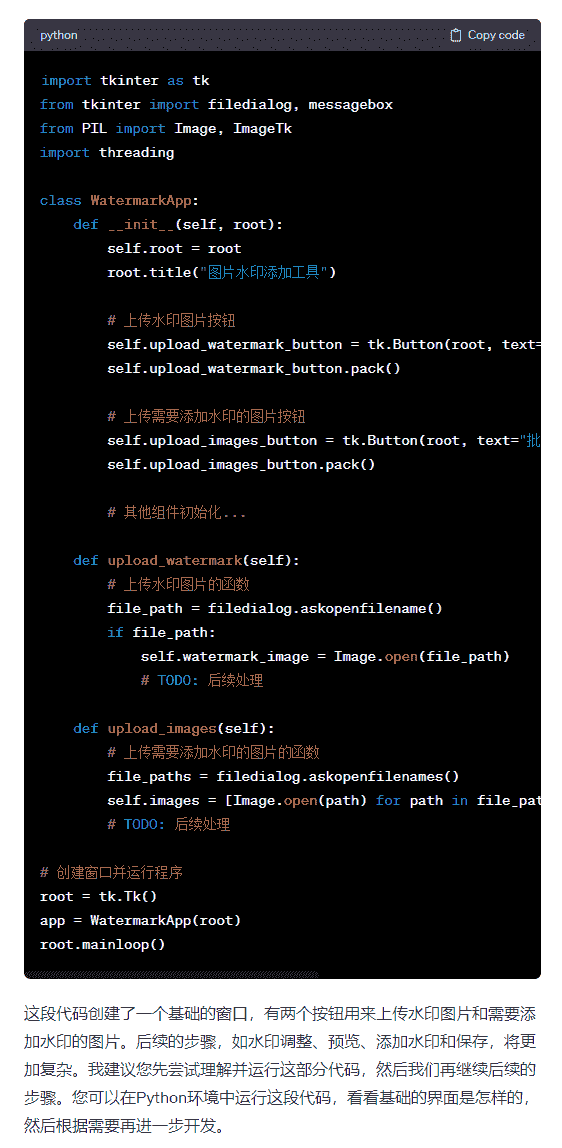 python
Copy code
import tkinter as tk
from tkinter import filedialog, messagebox
from PIL import Image, ImageTk
import threading
class WatermarkApp:
def __init__(self, root):
self.root = root
root.title("图片水印添加工具")
# 上传水印图片按钮
self.upload_watermark_button = tk.Button(root, text=
self.upload_watermark_button.pack()
# 上传需要添加水印的图片按钮
self.upload_images_button = tk.Button(root, text="批
self.upload_images_button.pack()
# 其他组件初始化...
def upload_watermark(self):
# 上传水印图片的函数
file_path = filedialog.askopenfilename()
if file_path:
self.watermark_image = Image.open(file_path)
# TODO: 后续处理
def upload_images(self):
# 上传需要添加水印的图片的函数
file_paths = filedialog.askopenfilenames()
self.images = [Image.open(path) for path in file_pat
# TODO: 后续处理
# 创建窗口并运行程序
root = tk.Tk()
app = WatermarkApp(root)
root.mainloop()
这段代码创建了一个基础的窗口，有两个按钮用来上传水印图片和需要添
加水印的图片。后续的步骤，如水印调整、预览、添加水印和保存，将更
加复杂。我建议您先尝试理解并运行这部分代码，然后我们再继续后续的
步骤。您可以在Python环境中运行这段代码，看看基础的界面是怎样的，
然后根据需要再进一步开发。